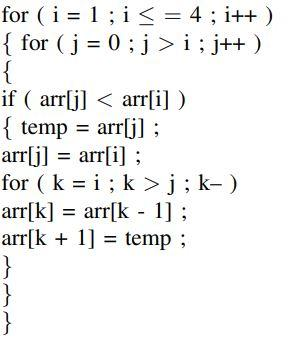 for ( i = 1 ; i ≤ = 4 ; i++ )
{ for ( j = 0 ; j > i ; j++ )
{
if ( arr[j] < arr[i] )
{ temp = arr[j] ;
arr[j] = arr[i] ;
for ( k = i ; k > j ; k– )
arr[k] = arr[k - 1] ;
arr[k + 1] = temp ;
}
}
}